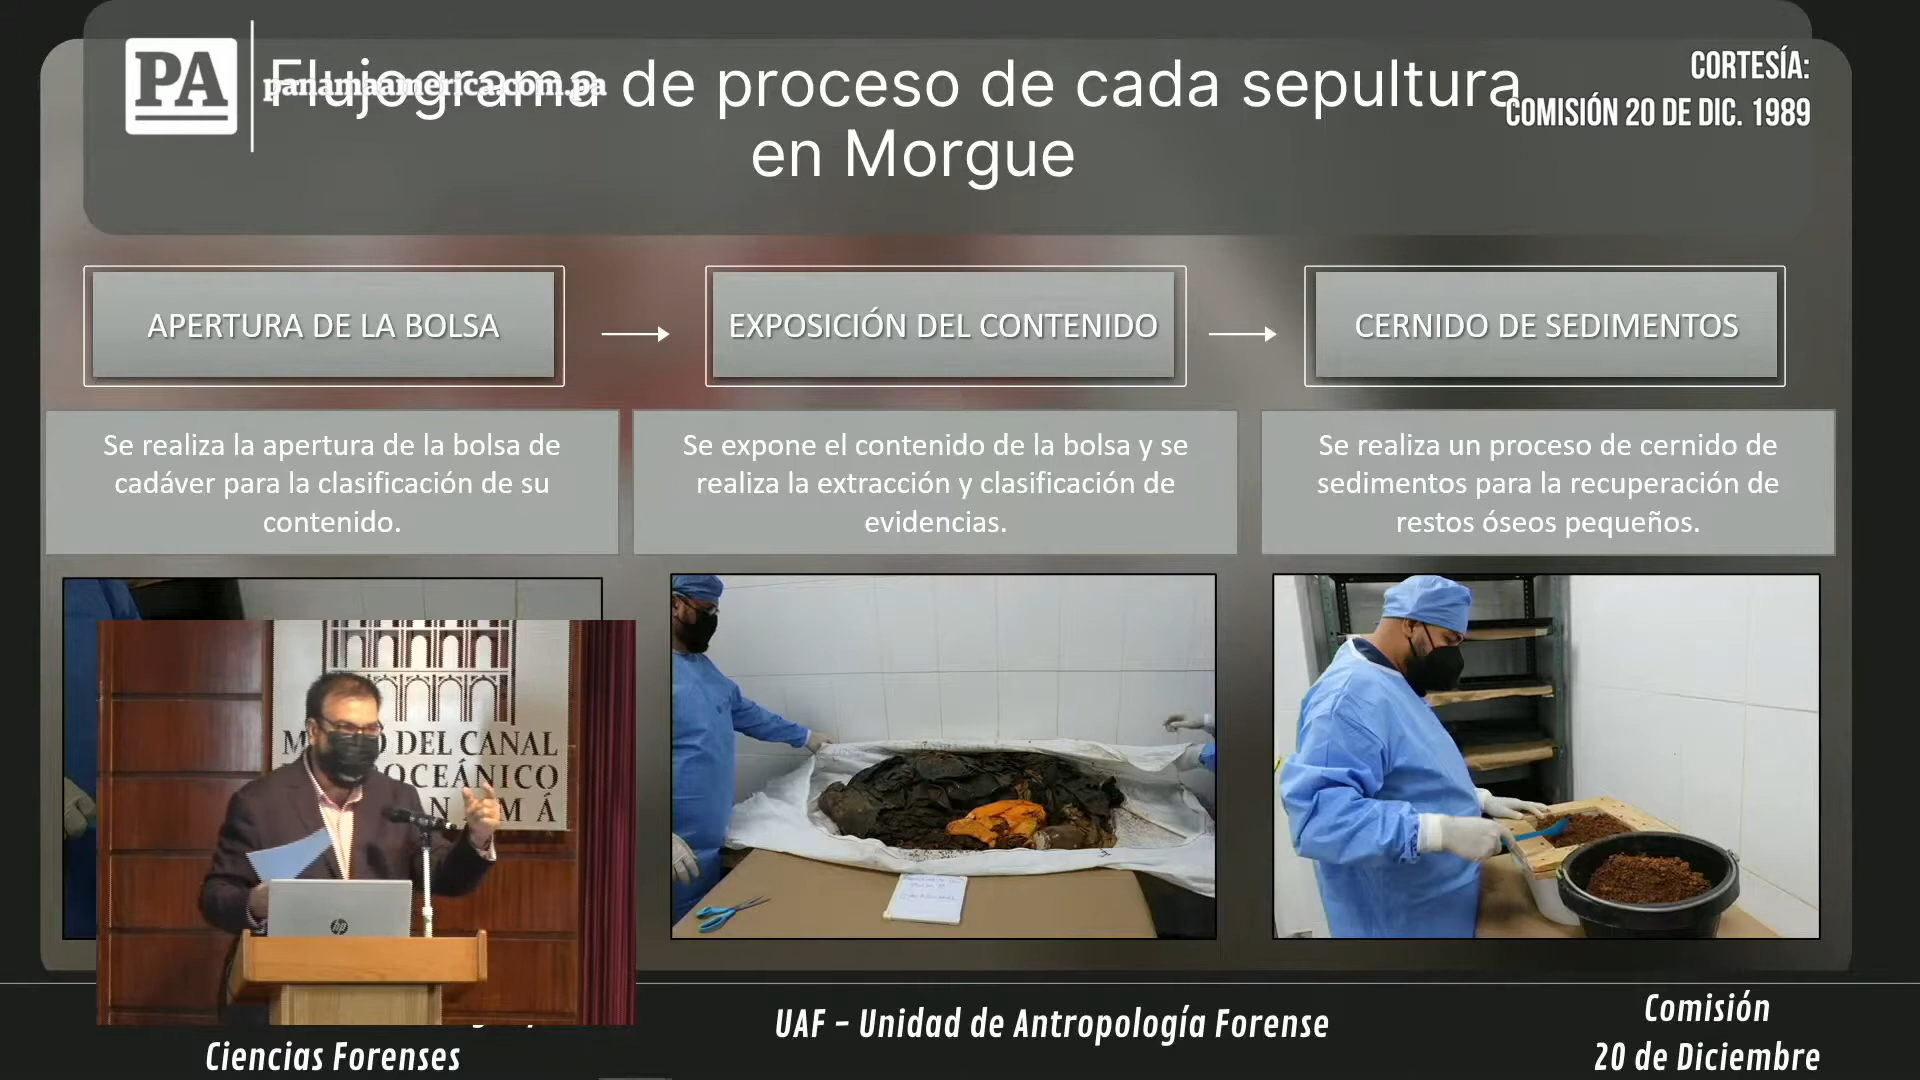 PA
panamaamerica.com.pa
Flujograma de proceso de cada sepultura
en Morgue
CORTESÍA:
COMISIÓN 20 DE DIC. 1989
APERTURA DE LA BOLSA
EXPOSICIÓN DEL CONTENIDO
CERNIDO DE SEDIMENTOS
Se realiza la apertura de la bolsa de
cadáver para la clasificación de su
contenido.
Se expone el contenido de la bolsa y se
realiza la extracción y clasificación de
evidencias.
Se realiza un proceso de cernido de
sedimentos para la recuperación de
restos óseos pequeños.
DEL CANAL
OCEÁNICO
hp
Ciencias Forenses
UAF - Unidad de Antropología Forense
Comisión
20 de Diciembre